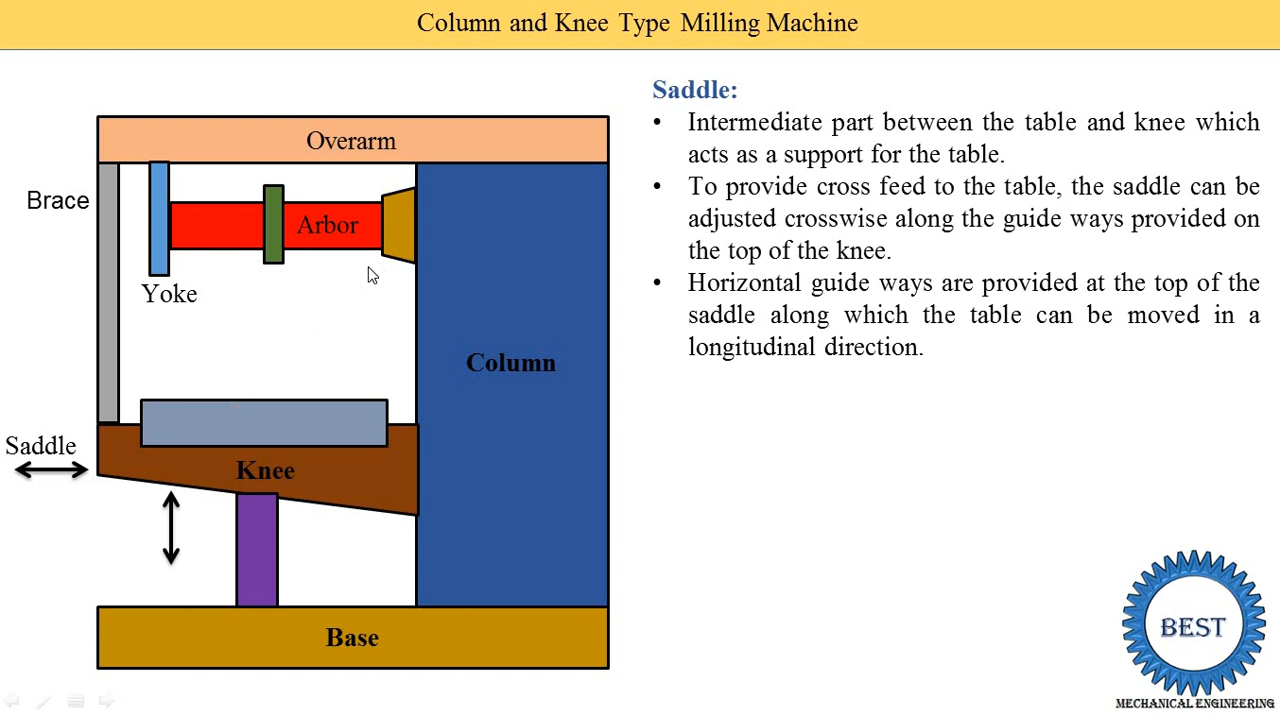 Column and Knee Type Milling Machine
Overarm
Brace
Arbor
Yoke
Column
Saddle
Knee
Base
Saddle:
• Intermediate part between the table and knee which
acts as a support for the table.
• To provide cross feed to the table, the saddle can be
adjusted crosswise along the guide ways provided on
the top of the knee.
• Horizontal guide ways are provided at the top of the
saddle along which the table can be moved in a
longitudinal direction.
BEST
MECHANICAL ENGINEERING